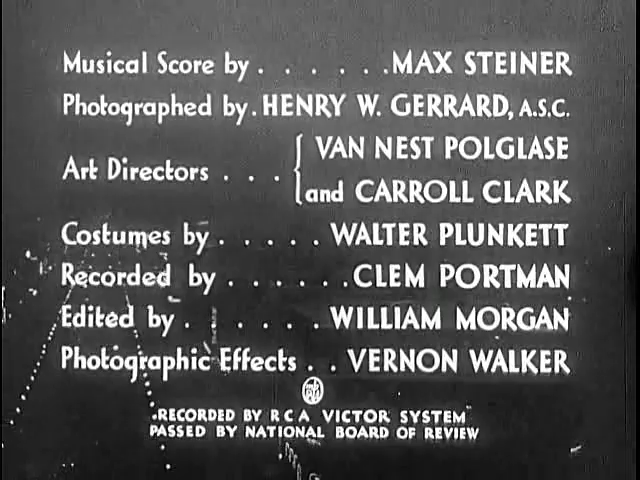 Musical Score by . . . . . . MAX STEINER
Photographed by. HENRY W. GERRARD, A.S.C.
Art Directors . . . { VAN NEST POLGLASE
and CARROLL CLARK
Costumes by . . . . . WALTER PLUNKETT
Recorded by . . . . . . CLEM PORTMAN
Edited by . . . . . . WILLIAM MORGAN
Photographic Effects . . VERNON WALKER
RECORDED BY RCA VICTOR SYSTEM
PASSED BY NATIONAL BOARD OF REVIEW